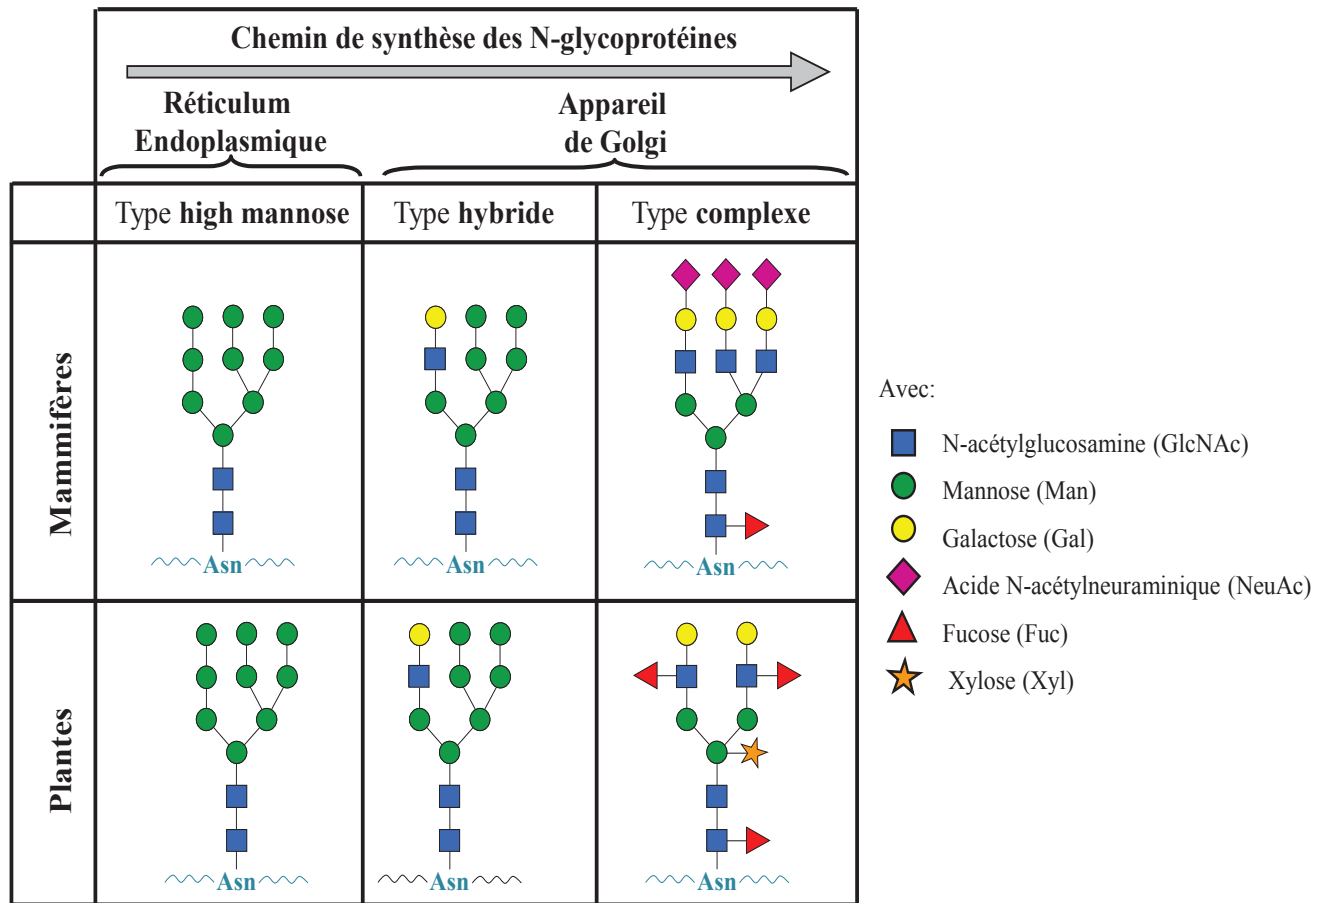 Chemin de synthèse des N-glycoprotéines
Réticulum
Endoplasmique
Appareil
de Golgi
Type high mannose
Type hybride
Type complexe
Mammifères
Asn
Asn
Asn
Plantes
Asn
Asn
Asn
Avec:
N-acétylglucosamine (GlcNAc)
Mannose (Man)
Galactose (Gal)
Acide N-acétylneuraminique (NeuAc)
Fucose (Fuc)
Xylose (Xyl)